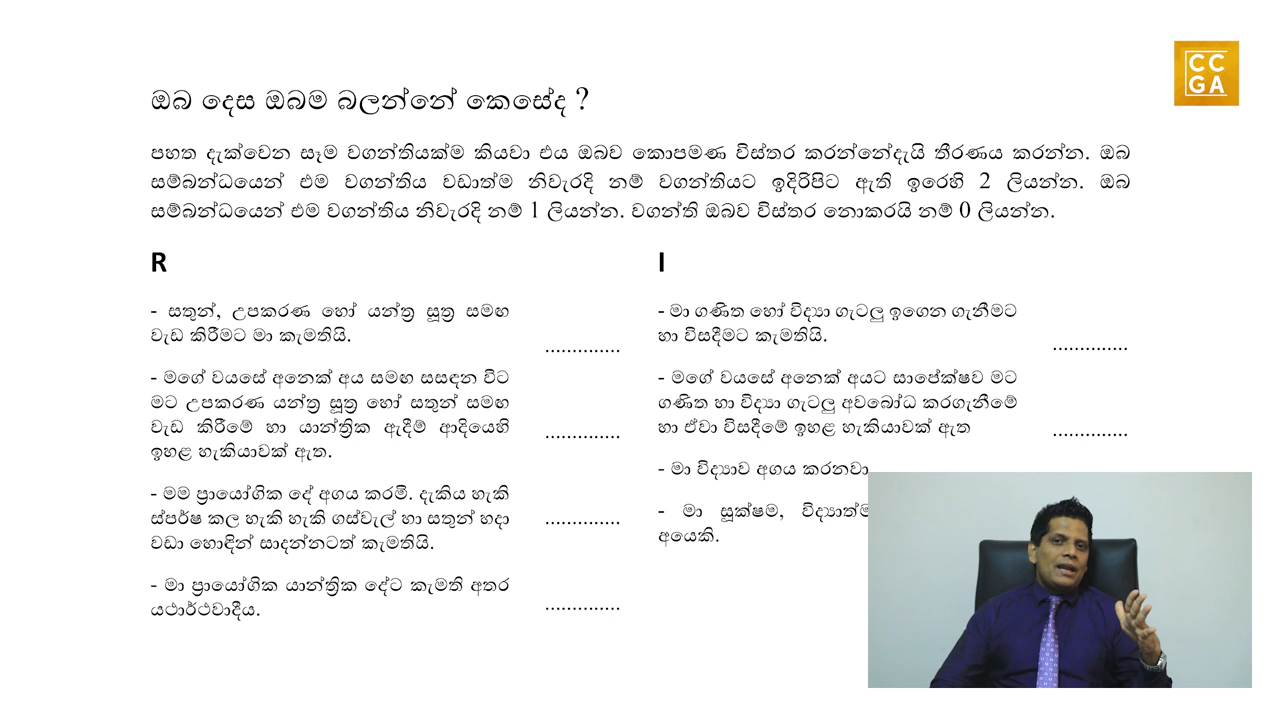 CC
GA
ඔබ දෙස ඔබම බලන්නේ කෙසේද ?
පහත දැක්වෙන සෑම වගන්තියක්ම කියවා එය ඔබව කොපමණ විස්තර කරන්නේදැයි තීරණය කරන්න. ඔබ
සම්බන්ධයෙන් එම වගන්තිය වඩාත්ම නිවැරදි නම් වගන්තියට ඉදිරිපිට ඇති ඉරෙහි 2 ලියන්න. ඔබ
සම්බන්ධයෙන් එම වගන්තිය නිවැරදි නම් 1 ලියන්න. වගන්ති ඔබව විස්තර නොකරයි නම් 0 ලියන්න.
R
- සතුන්, උපකරණ හෝ යන්ත්‍ර සූත්‍ර සමඟ
වැඩ කිරීමට මා කැමතියි.
..............
- මගේ වයසේ අනෙක් අය සමඟ සසඳන විට
මට උපකරණ යන්ත්‍ර සූත්‍ර හෝ සතුන් සමඟ
වැඩ කිරීමේ හා යාන්ත්‍රික ඇඳීම් ආදියෙහි
ඉහළ හැකියාවක් ඇත.
..............
- මම ප්‍රායෝගික දේ අගය කරමි. දැකිය හැකි
ස්පර්ෂ කල හැකි හැකි ගස්වැල් හා සතුන් හදා
වඩා හොඳින් සාදන්නටත් කැමතියි.
..............
- මා ප්‍රායෝගික යාන්ත්‍රික දේට කැමති අතර
යථාර්ථවාදීය.
..............
I
- මා ගණිත හෝ විද්‍යා ගැටලු ඉගෙන ගැනීමට
හා විසදීමට කැමතියි.
..............
- මගේ වයසේ අනෙක් අයට සාපේක්ෂව මට
ගණිත හා විද්‍යා ගැටලු අවබෝධ කරගැනීමේ
හා ඒවා විසදීමේ ඉහළ හැකියාවක් ඇත
..............
- මා විද්‍යාව අගය කරනවා
- මා සූක්ෂම,
අයෙකි.